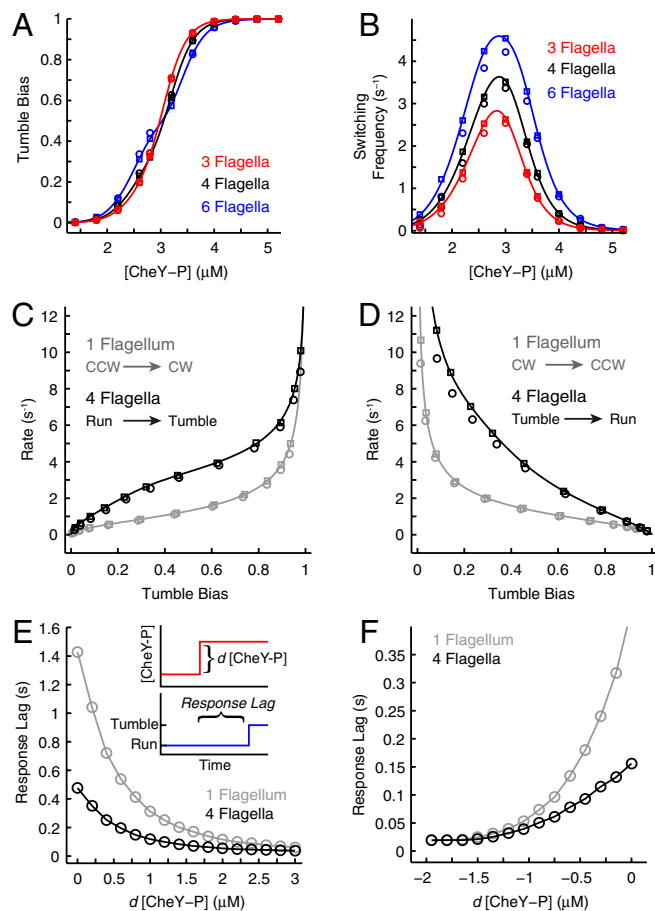 A
Tumble Bias
1
0.8
0.6
0.4
0.2
0
2
3
4
5
[CheY–P] (μM)
3 Flagella
4 Flagella
6 Flagella
B
Switching
Frequency (s⁻¹)
4
3
2
1
0
2
3
4
5
[CheY–P] (μM)
3 Flagella
4 Flagella
6 Flagella
C
Rate (s⁻¹)
12
10
8
6
4
2
0
0
0.2
0.4
0.6
0.8
1
Tumble Bias
1 Flagellum
CCW
CW
4 Flagella
Run
Tumble
D
Rate (s⁻¹)
12
10
8
6
4
2
0
0
0.2
0.4
0.6
0.8
1
Tumble Bias
1 Flagellum
CW
CCW
4 Flagella
Tumble
Run
E
Response Lag (s)
1.6
1.4
1.2
1
0.8
0.6
0.4
0.2
0
0
0.5
1
1.5
2
2.5
3
d [CheY–P] (μM)
[CheY-P]
d [CheY-P]
Response Lag
Tumble
Run
Time
1 Flagellum
4 Flagella
F
Response Lag (s)
0.35
0.30
0.25
0.2
0.15
0.1
0.05
0
–2
–1.5
–1
–0.5
0
d [CheY–P] (μM)
1 Flagellum
4 Flagella